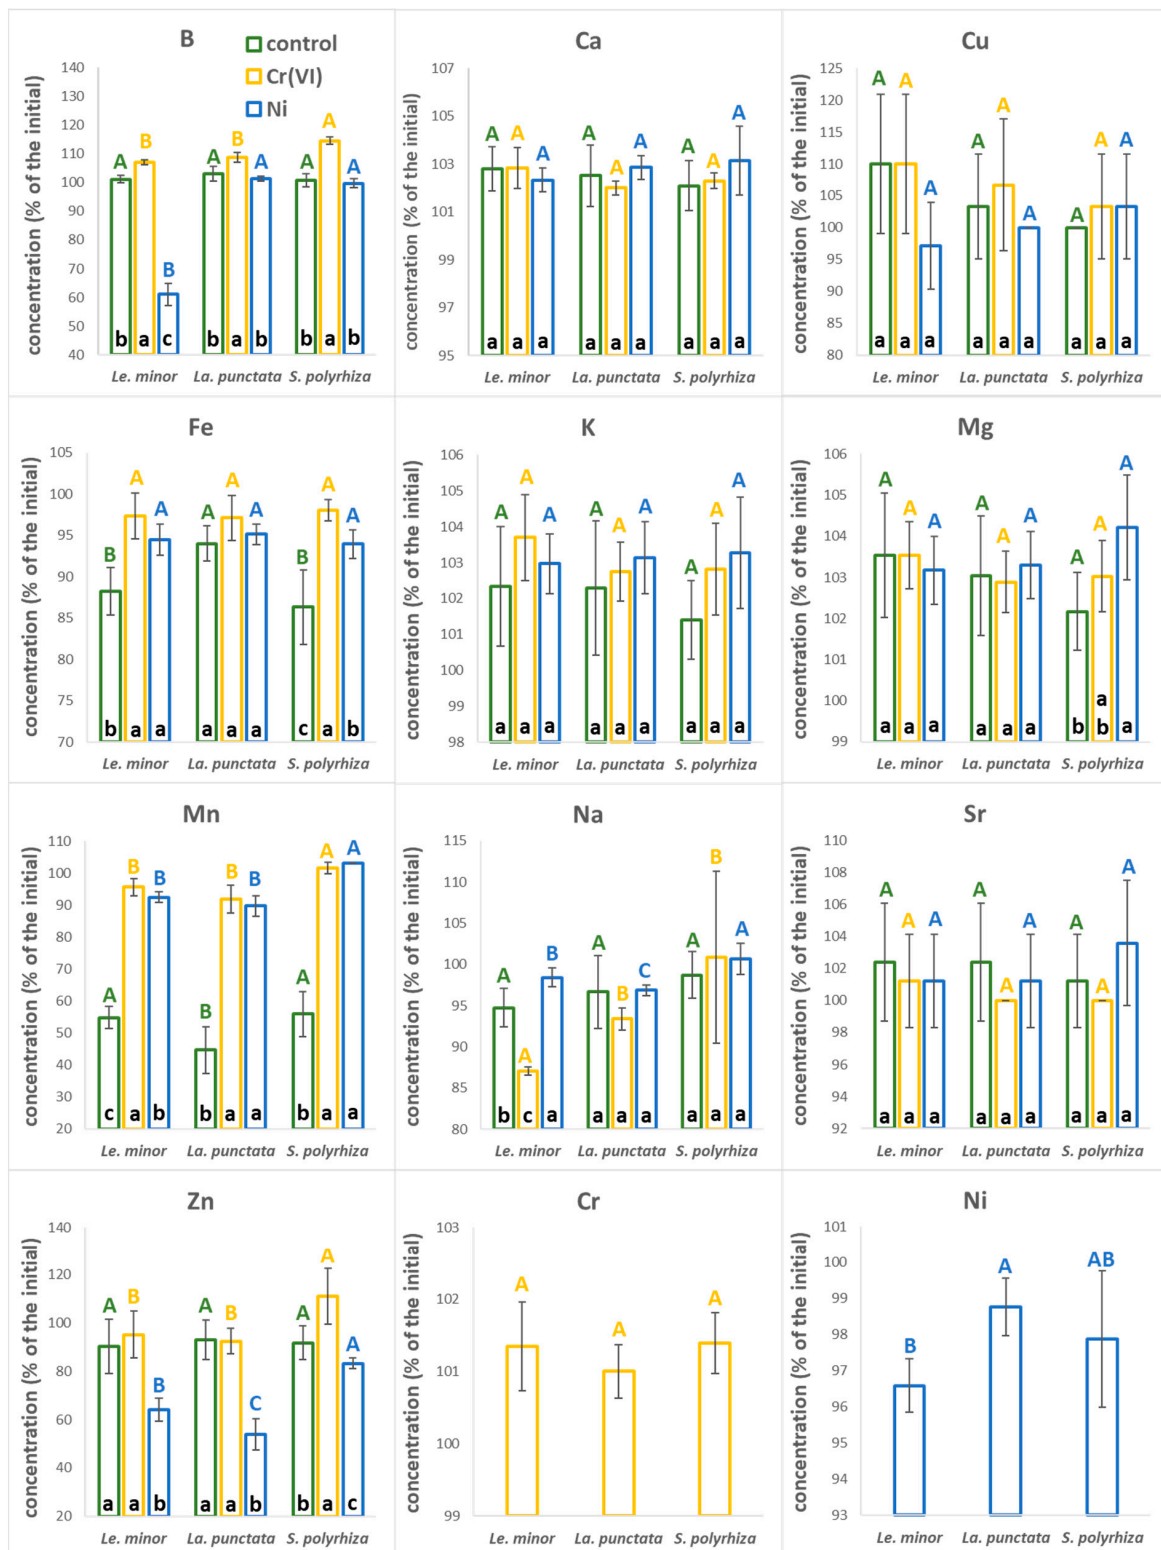 B
control
Cr(VI)
Ni
concentration (% of the initial)
140
130
120
110
100
90
80
70
60
50
40
A B B A B A A A A
b a c b a b b a b
Le. minor La. punctata S. polyrhiza
Ca
concentration (% of the initial)
107
105
103
101
99
97
95
A A A A A A A A A
a a a a a a a a a
Le. minor La. punctata S. polyrhiza
Cu
concentration (% of the initial)
125
120
115
110
105
100
95
90
85
80
A A A A A A A A A
a a a a a a a a a
Le. minor La. punctata S. polyrhiza
Fe
concentration (% of the initial)
105
100
95
90
85
80
75
70
B A A A A A B A A
b a a a a a c a b
Le. minor La. punctata S. polyrhiza
K
concentration (% of the initial)
106
105
104
103
102
101
100
99
98
A A A A A A A A A
a a a a a a a a a
Le. minor La. punctata S. polyrhiza
Mg
concentration (% of the initial)
106
105
104
103
102
101
100
99
A A A A A A A A A
a
a a a a a a b b a
Le. minor La. punctata S. polyrhiza
Mn
concentration (% of the initial)
110
100
90
80
70
60
50
40
30
20
A B B B B B A A A
c a b b a a b a a
Le. minor La. punctata S. polyrhiza
Na
concentration (% of the initial)
115
110
105
100
95
90
85
80
A A B A B C A B A
b c a a a a a a a
Le. minor La. punctata S. polyrhiza
Sr
concentration (% of the initial)
110
108
106
104
102
100
98
96
94
92
A A A A A A A A A
a a a a a a a a a
Le. minor La. punctata S. polyrhiza
Zn
concentration (% of the initial)
140
120
100
80
60
40
20
A B B A B C A A A
a a b a a b b a c
Le. minor La. punctata S. polyrhiza
Cr
concentration (% of the initial)
103
102
101
100
99
A A A
Le. minor La. punctata S. polyrhiza
Ni
concentration (% of the initial)
101
100
99
98
97
96
95
94
93
B A AB
Le. minor La. punctata S. polyrhiza